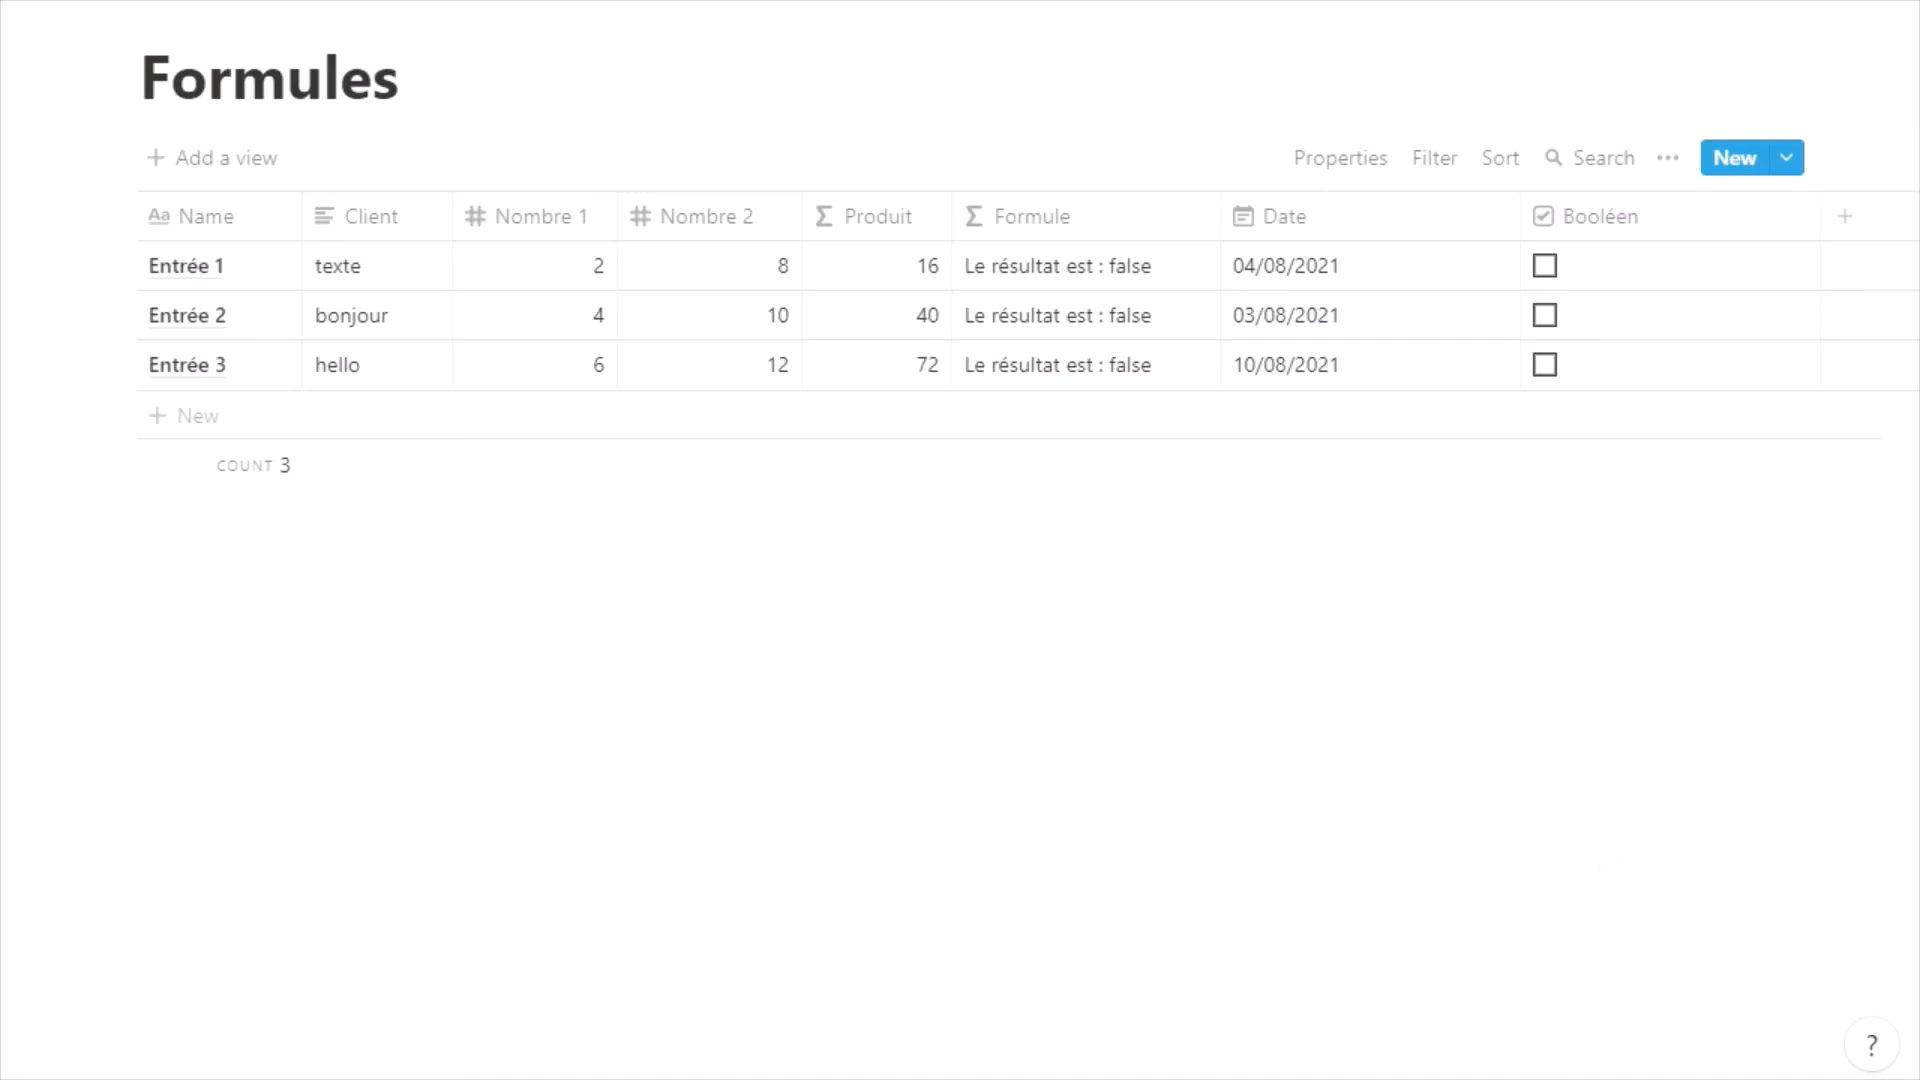 Formules
+ Add a view Properties Filter Sort Search ••• New
Aa Name Client # Nombre 1 # Nombre 2 Σ Produit Σ Formule Date Booléen +
Entrée 1 texte 2 8 16 Le résultat est : false 04/08/2021
Entrée 2 bonjour 4 10 40 Le résultat est : false 03/08/2021
Entrée 3 hello 6 12 72 Le résultat est : false 10/08/2021
+ New
COUNT 3
?